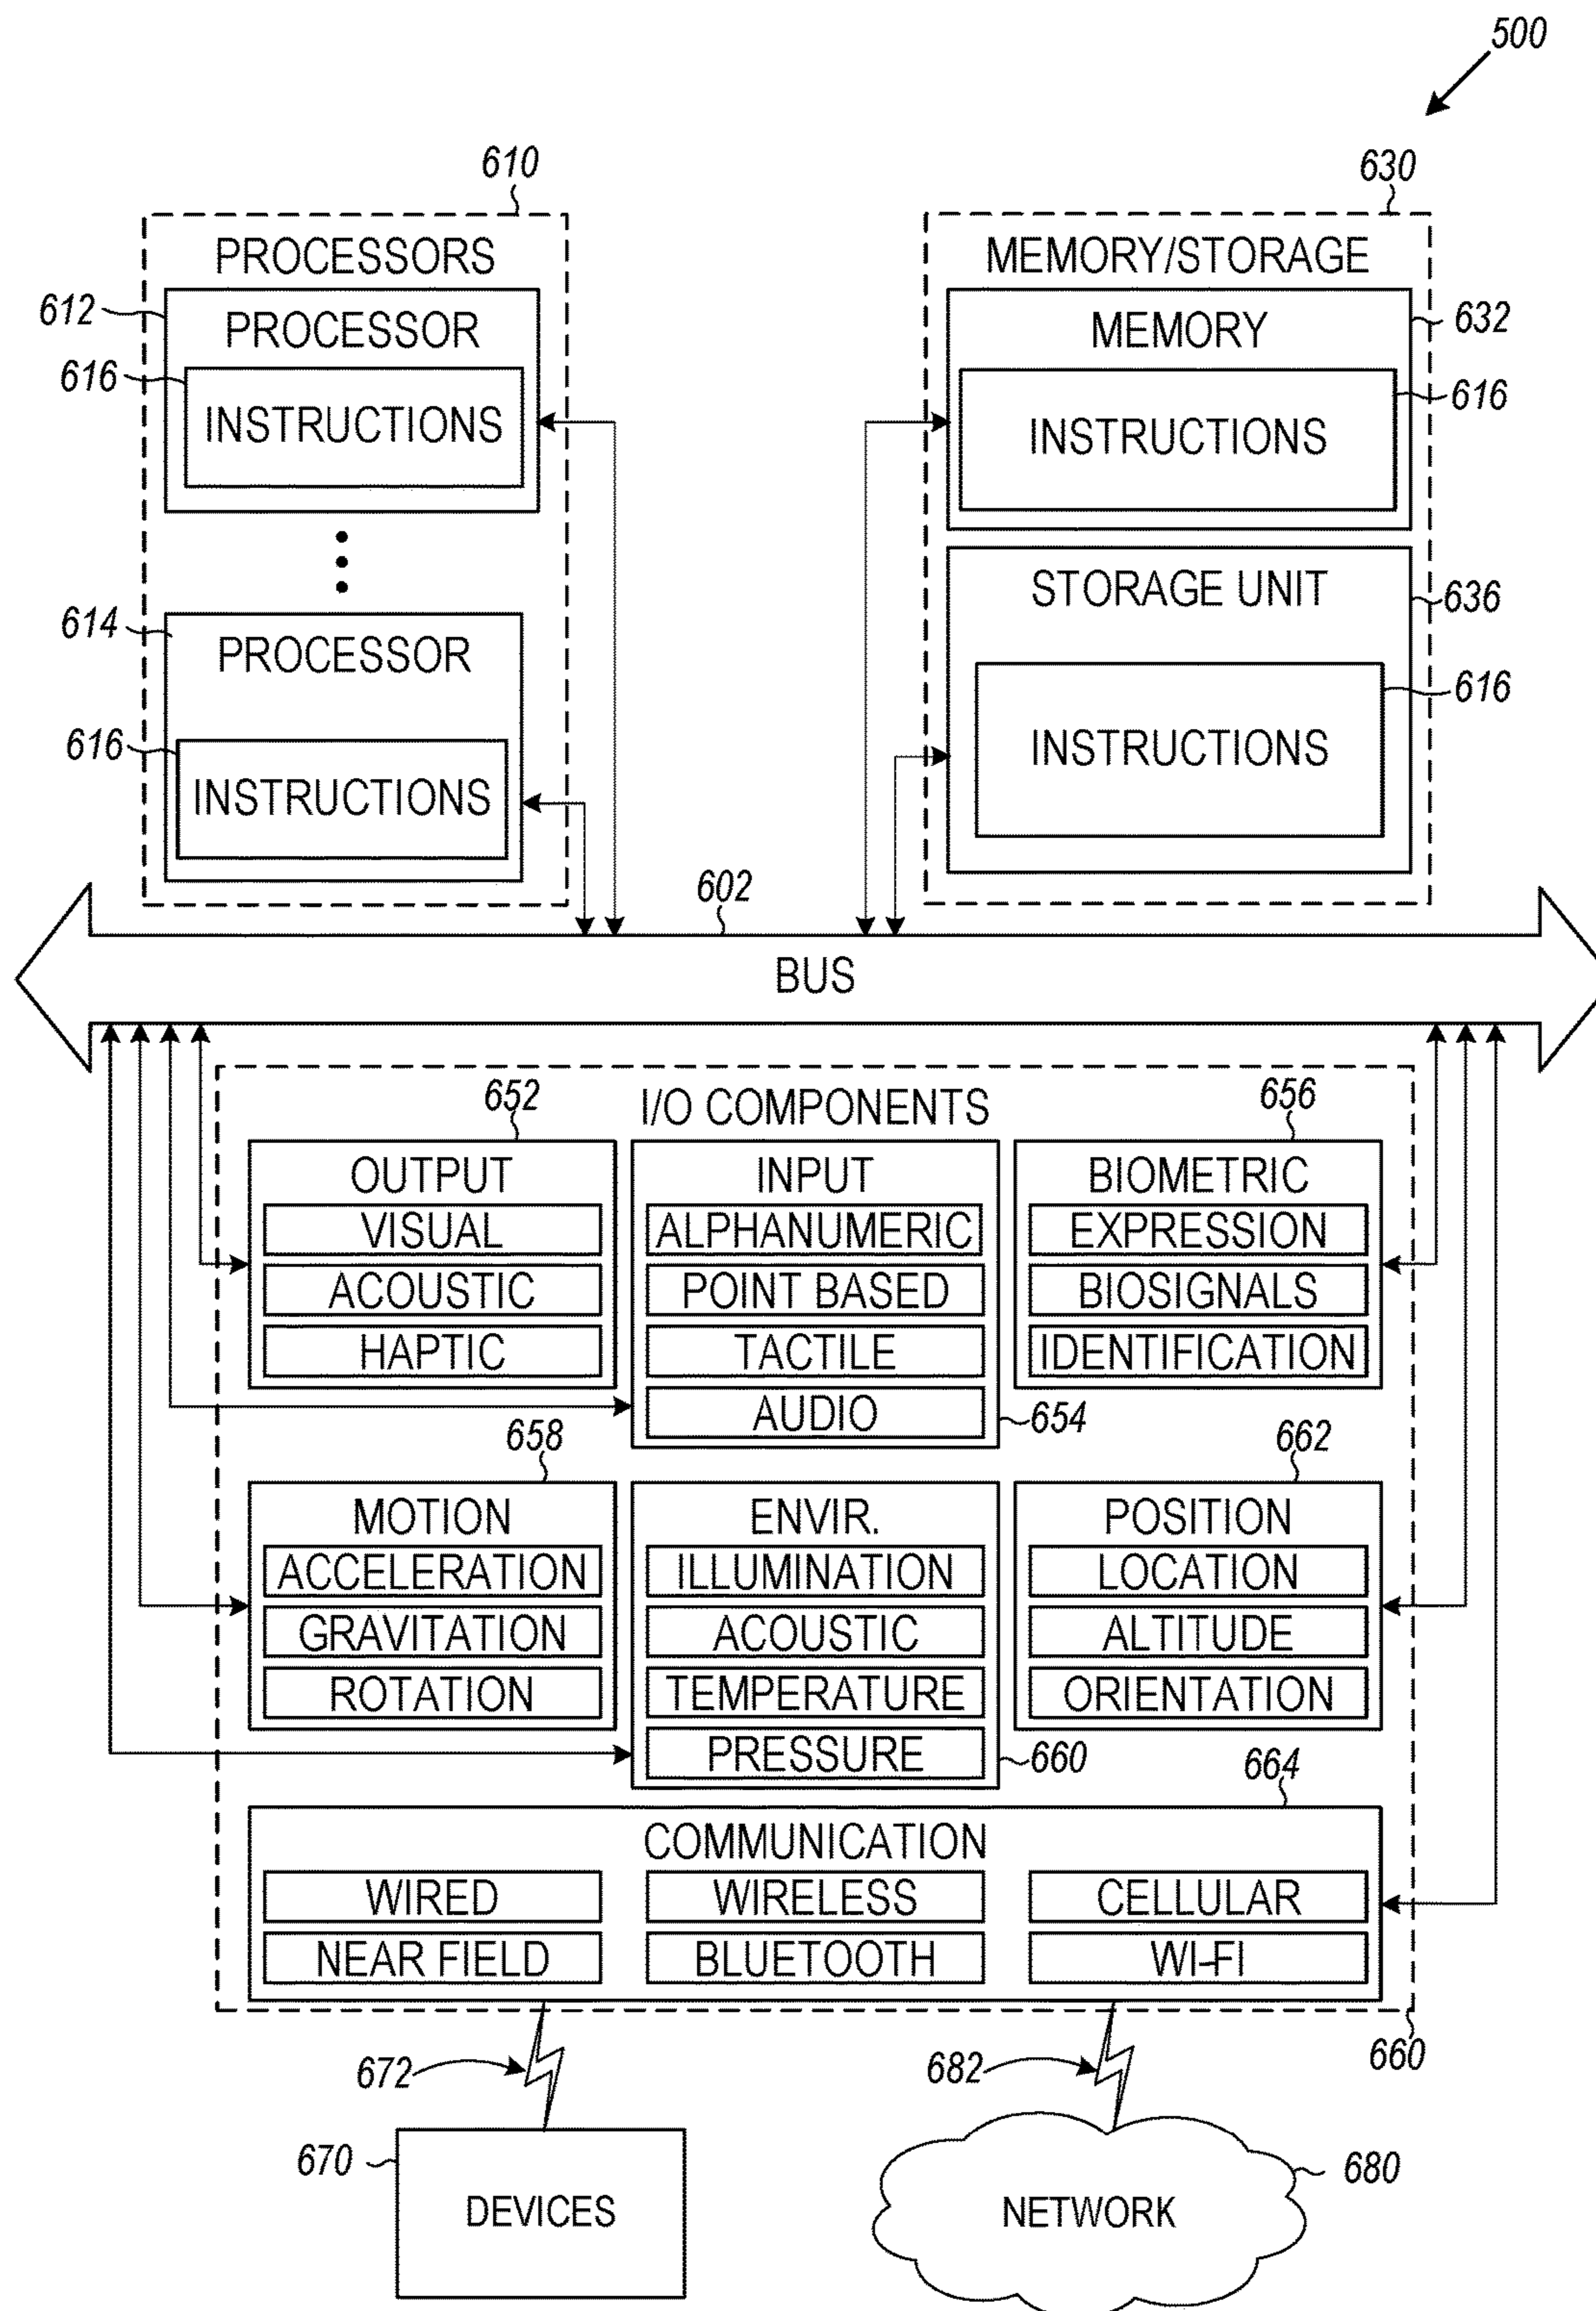 500
610
630
PROCESSORS
MEMORY/STORAGE
612
PROCESSOR
616
INSTRUCTIONS
MEMORY
632
616
INSTRUCTIONS
614
PROCESSOR
616
INSTRUCTIONS
STORAGE UNIT
636
616
INSTRUCTIONS
602
BUS
I/O COMPONENTS
652
OUTPUT
VISUAL
ACOUSTIC
HAPTIC
INPUT
ALPHANUMERIC
POINT BASED
TACTILE
AUDIO
654
656
BIOMETRIC
EXPRESSION
BIOSIGNALS
IDENTIFICATION
658
MOTION
ACCELERATION
GRAVITATION
ROTATION
ENVIR.
ILLUMINATION
ACOUSTIC
TEMPERATURE
PRESSURE
660
662
POSITION
LOCATION
ALTITUDE
ORIENTATION
664
COMMUNICATION
WIRED
WIRELESS
CELLULAR
NEAR FIELD
BLUETOOTH
WI-FI
660
672
682
670
DEVICES
680
NETWORK